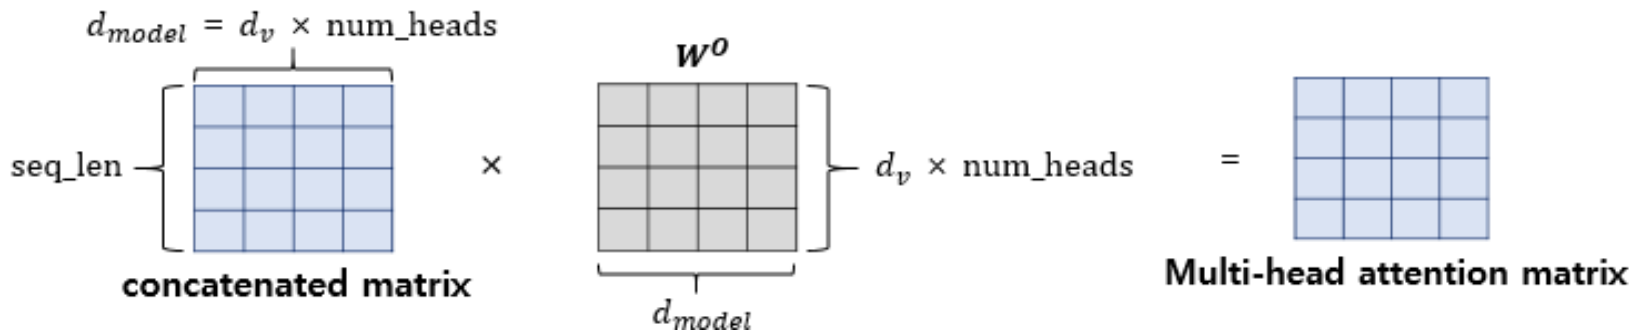 d_model = d_v × num_heads
W^O
seq_len
×
d_v × num_heads
=
concatenated matrix
d_model
Multi-head attention matrix